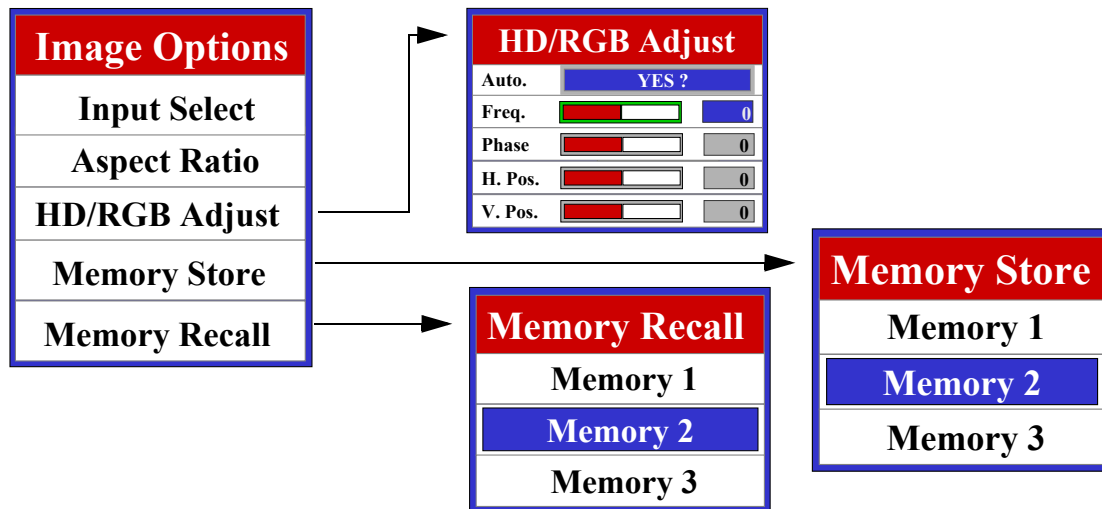 Image Options
Input Select
Aspect Ratio
HD/RGB Adjust
Memory Store
Memory Recall
HD/RGB Adjust
Auto. YES ?
Freq. 0
Phase 0
H. Pos. 0
V. Pos. 0
Memory Recall
Memory 1
Memory 2
Memory 3
Memory Store
Memory 1
Memory 2
Memory 3